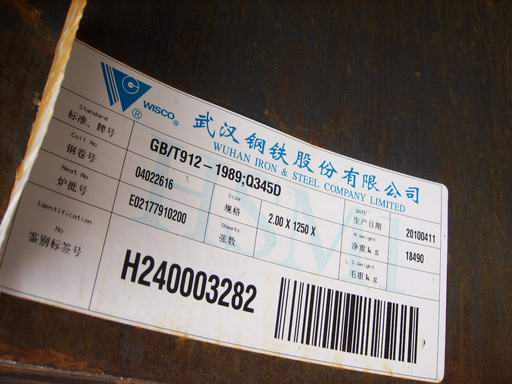 WISCO®
武汉钢铁股份有限公司
WUHAN IRON & STEEL COMPANY LIMITED
Standard
标准、牌号
GB/T912-1989;Q345D
Coil No
钢卷号
04022616
Size
规格
2.00 X 1250 X
DATE
生产日期
20100411
Heat No
炉批号
E02177910200
Sheets
张数
N.Weight
净重kg
18490
G.Weight
毛重kg
Identification
No
鉴别标签号
H240003282
HSM1